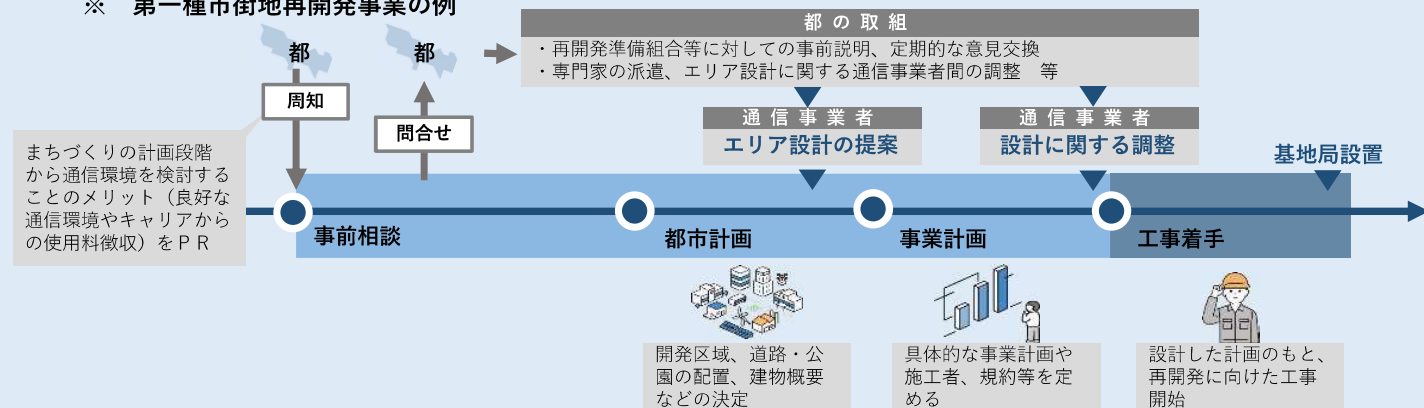 ※ 第一種市街地再開発事業の例
都
都
周知
問合せ
都の取組
・再開発準備組合等に対しての事前説明、定期的な意見交換
・専門家の派遣、エリア設計に関する通信事業者間の調整 等
通信事業者
エリア設計の提案
通信事業者
設計に関する調整
基地局設置
まちづくりの計画段階
から通信環境を検討する
ことのメリット（良好な
通信環境やキャリアから
の使用料徴収）をＰＲ
事前相談
都市計画
事業計画
工事着手
開発区域、道路・公
園の配置、建物概要
などの決定
具体的な事業計画や
施工者、規約等を定
める
設計した計画のもと、
再開発に向けた工事
開始